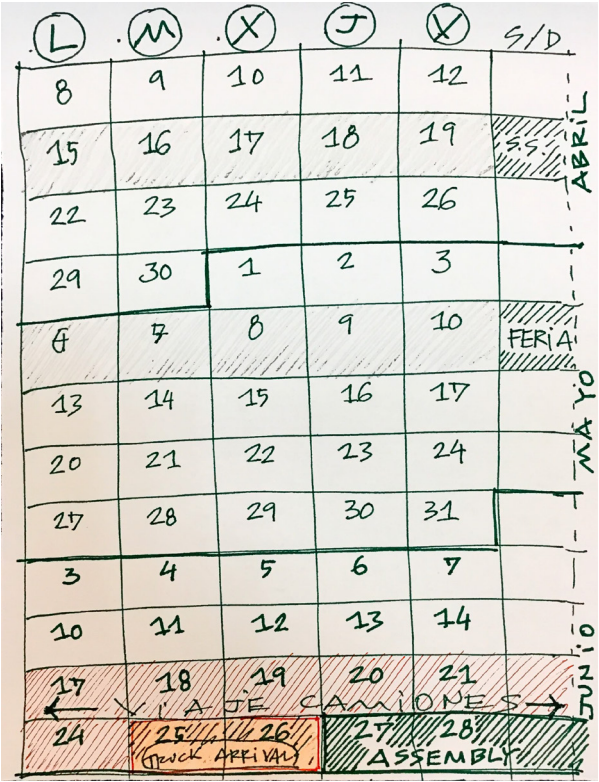 L M X J V S/D
8 9 10 11 12
15 16 17 18 19 S.S.
22 23 24 25 26
ABRIL
29 30 1 2 3
6 7 8 9 10 FERIA
13 14 15 16 17
20 21 22 23 24
27 28 29 30 31
MAYO
3 4 5 6 7
10 11 12 13 14
17 18 19 20 21
VIAJE CAMIONES
24 25 26 27 28
TRUCK ARRIVAL ASSEMBLY
JUNIO